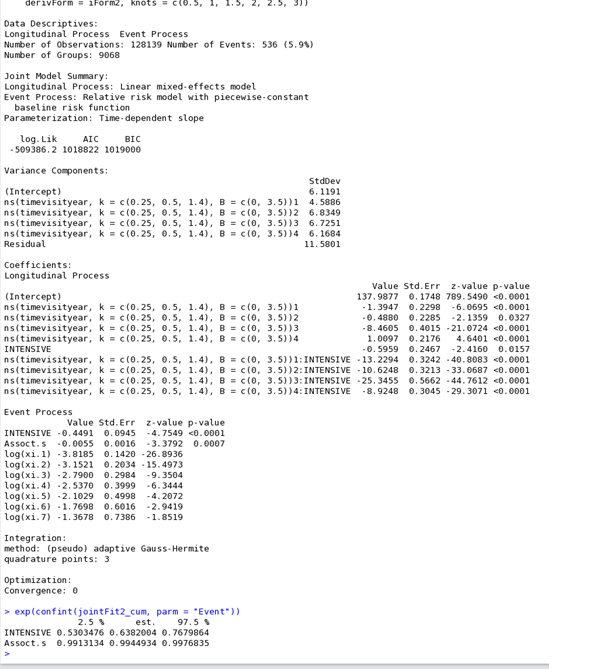 derivForm = iForm2, knots = c(0.5, 1, 1.5, 2, 2.5, 3))
Data Descriptives:
Longitudinal Process  Event Process
Number of Observations: 128139 Number of Events: 536 (5.9%)
Number of Groups: 9068
Joint Model Summary:
Longitudinal Process: Linear mixed-effects model
Event Process: Relative risk model with piecewise-constant
baseline risk function
Parameterization: Time-dependent slope
log.Lik     AIC     BIC
-509386.2 1018822 1019000
Variance Components:
StdDev
(Intercept) 6.1191
ns(timevisityear, k = c(0.25, 0.5, 1.4), B = c(0, 3.5))1 4.5886
ns(timevisityear, k = c(0.25, 0.5, 1.4), B = c(0, 3.5))2 6.8349
ns(timevisityear, k = c(0.25, 0.5, 1.4), B = c(0, 3.5))3 6.7251
ns(timevisityear, k = c(0.25, 0.5, 1.4), B = c(0, 3.5))4 6.1684
Residual 11.5801
Coefficients:
Longitudinal Process
Value Std.Err z-value p-value
(Intercept) 137.9877 0.1748 789.5490 <0.0001
ns(timevisityear, k = c(0.25, 0.5, 1.4), B = c(0, 3.5))1 -1.3947 0.2298 -6.0695 <0.0001
ns(timevisityear, k = c(0.25, 0.5, 1.4), B = c(0, 3.5))2 -0.4880 0.2285 -2.1359 0.0327
ns(timevisityear, k = c(0.25, 0.5, 1.4), B = c(0, 3.5))3 -8.4605 0.4015 -21.0724 <0.0001
ns(timevisityear, k = c(0.25, 0.5, 1.4), B = c(0, 3.5))4 1.0097 0.2176 4.6401 <0.0001
INTENSIVE -0.5959 0.2467 -2.4160 0.0157
ns(timevisityear, k = c(0.25, 0.5, 1.4), B = c(0, 3.5))1:INTENSIVE -13.2294 0.3242 -40.8083 <0.0001
ns(timevisityear, k = c(0.25, 0.5, 1.4), B = c(0, 3.5))2:INTENSIVE -10.6248 0.3213 -33.0687 <0.0001
ns(timevisityear, k = c(0.25, 0.5, 1.4), B = c(0, 3.5))3:INTENSIVE -25.3455 0.5662 -44.7612 <0.0001
ns(timevisityear, k = c(0.25, 0.5, 1.4), B = c(0, 3.5))4:INTENSIVE -8.9248 0.3045 -29.3071 <0.0001
Event Process
Value Std.Err z-value p-value
INTENSIVE -0.4491 0.0945 -4.7549 <0.0001
Assoct.s -0.0055 0.0016 -3.3792 0.0007
log(xi.1) -3.8185 0.1420 -26.8936
log(xi.2) -3.1521 0.2034 -15.4973
log(xi.3) -2.7900 0.2984 -9.3504
log(xi.4) -2.5370 0.3999 -6.3444
log(xi.5) -2.1029 0.4998 -4.2072
log(xi.6) -1.7698 0.6016 -2.9419
log(xi.7) -1.3678 0.7386 -1.8519
Integration:
method: (pseudo) adaptive Gauss-Hermite
quadrature points: 3
Optimization:
Convergence: 0
> exp(confint(jointFit2_cum, parm = "Event"))
2.5 %      est.    97.5 %
INTENSIVE 0.5303476 0.6382004 0.7679864
Assoct.s 0.9913134 0.9944934 0.9976835
>